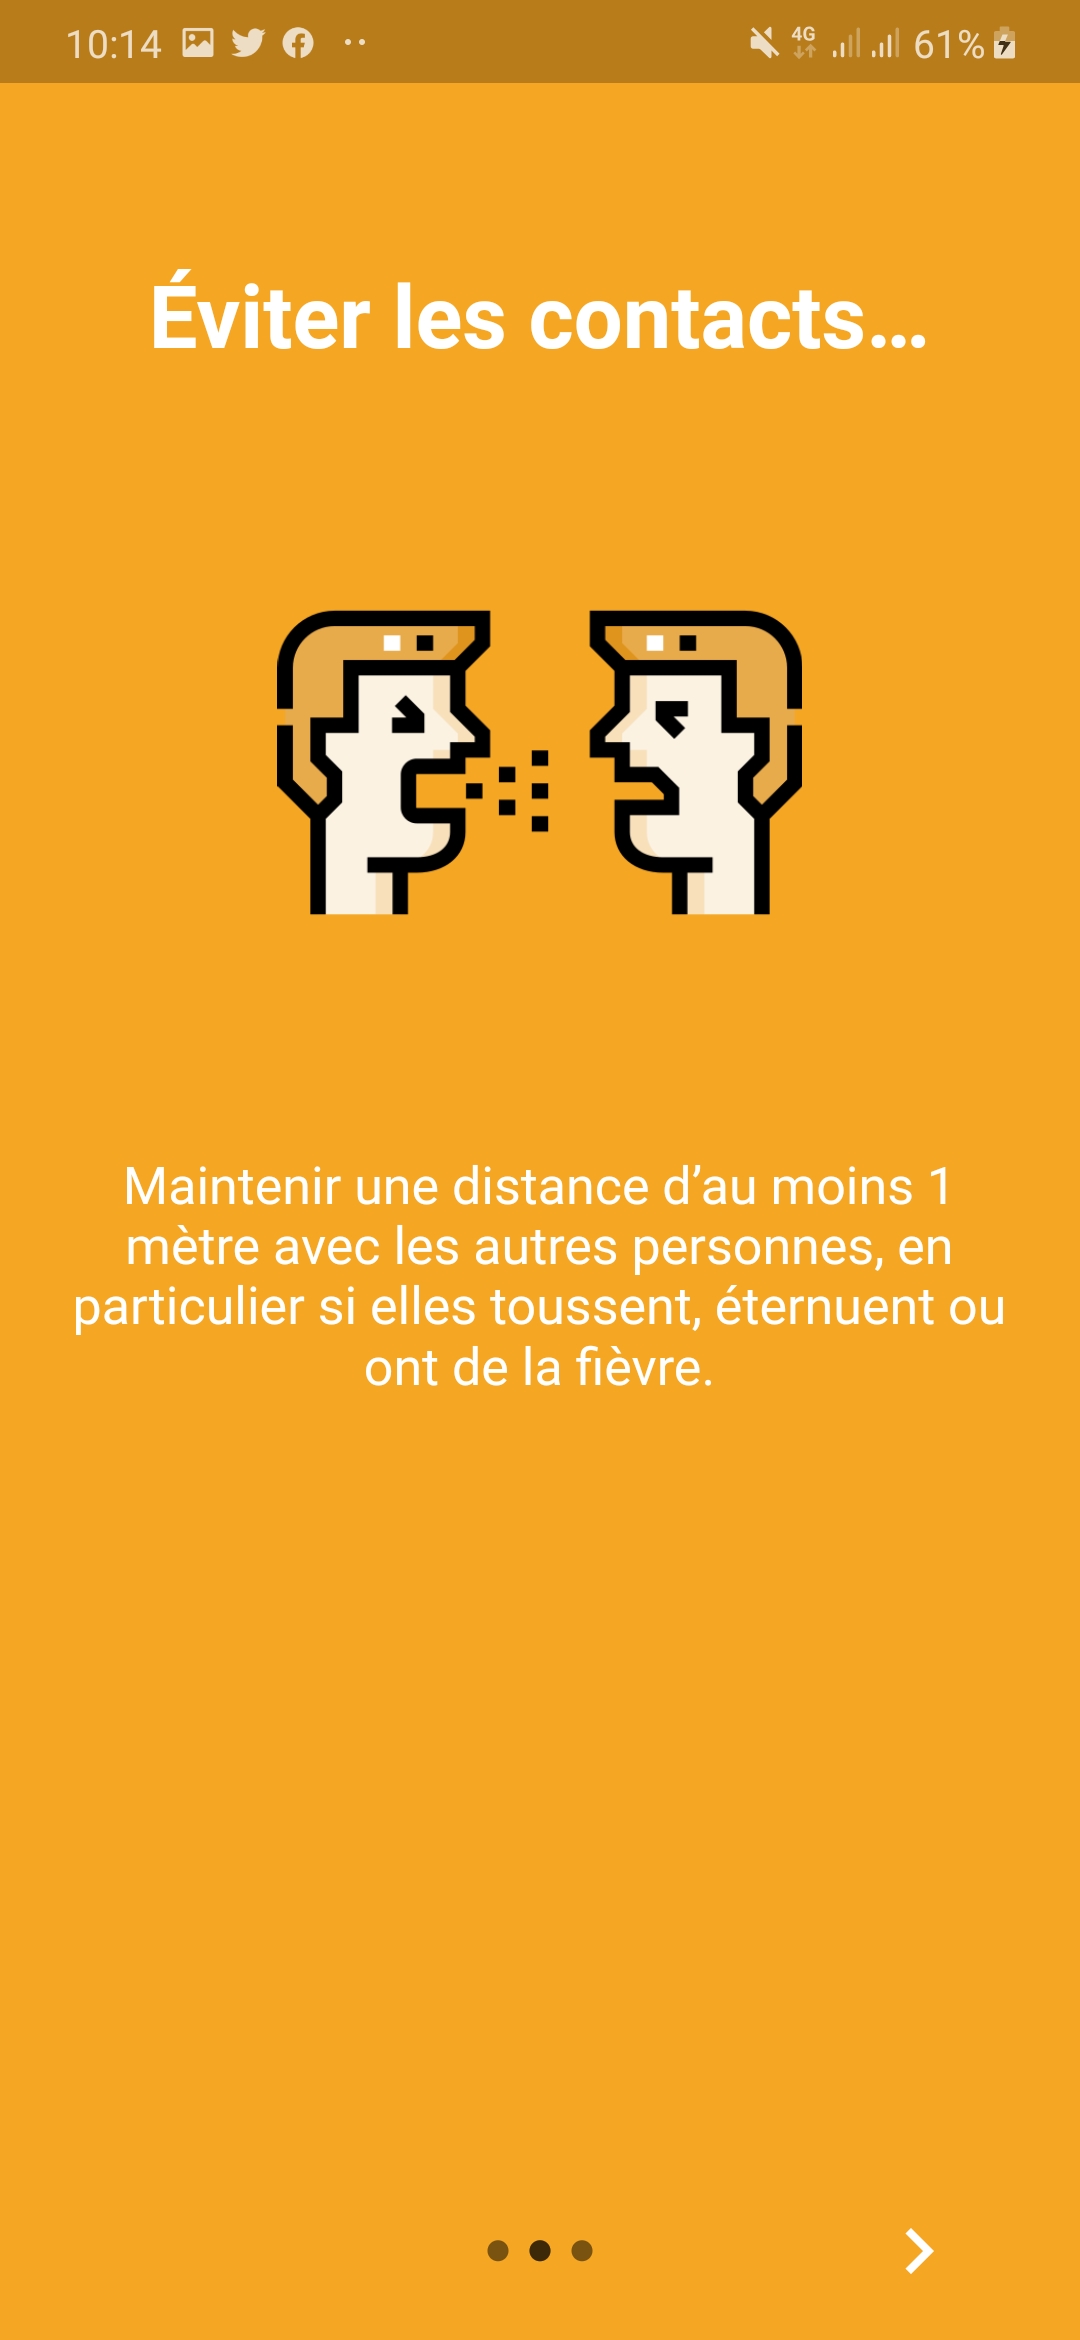 10:14
4G
61%
Éviter les contacts...
Maintenir une distance d’au moins 1
mètre avec les autres personnes, en
particulier si elles toussent, éternuent ou
ont de la fièvre.